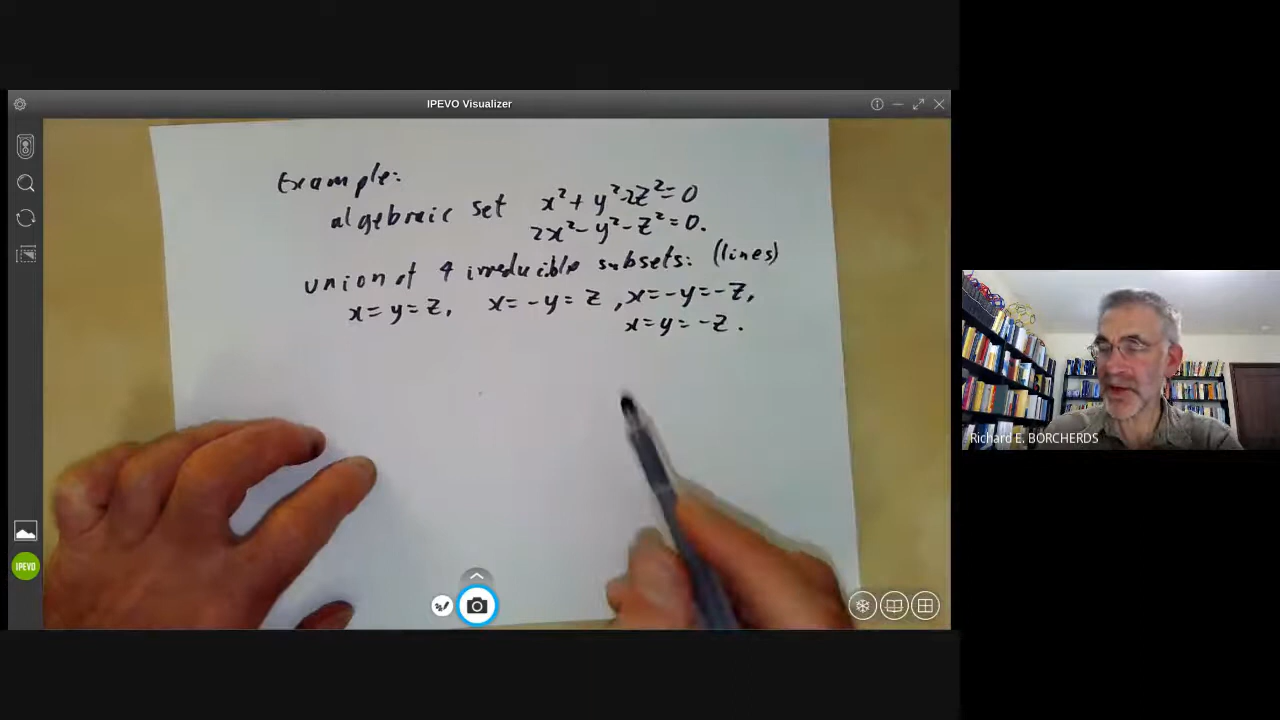 IPEVO Visualizer
Example:
algebraic set x²+y²-2z²=0
2x²-y²-z²=0.
union of 4 irreducible subsets: (lines)
x=y=z, x=-y=z, x=-y=-z,
x=y=-z.
Richard E. BORCHERDS
IPEVO